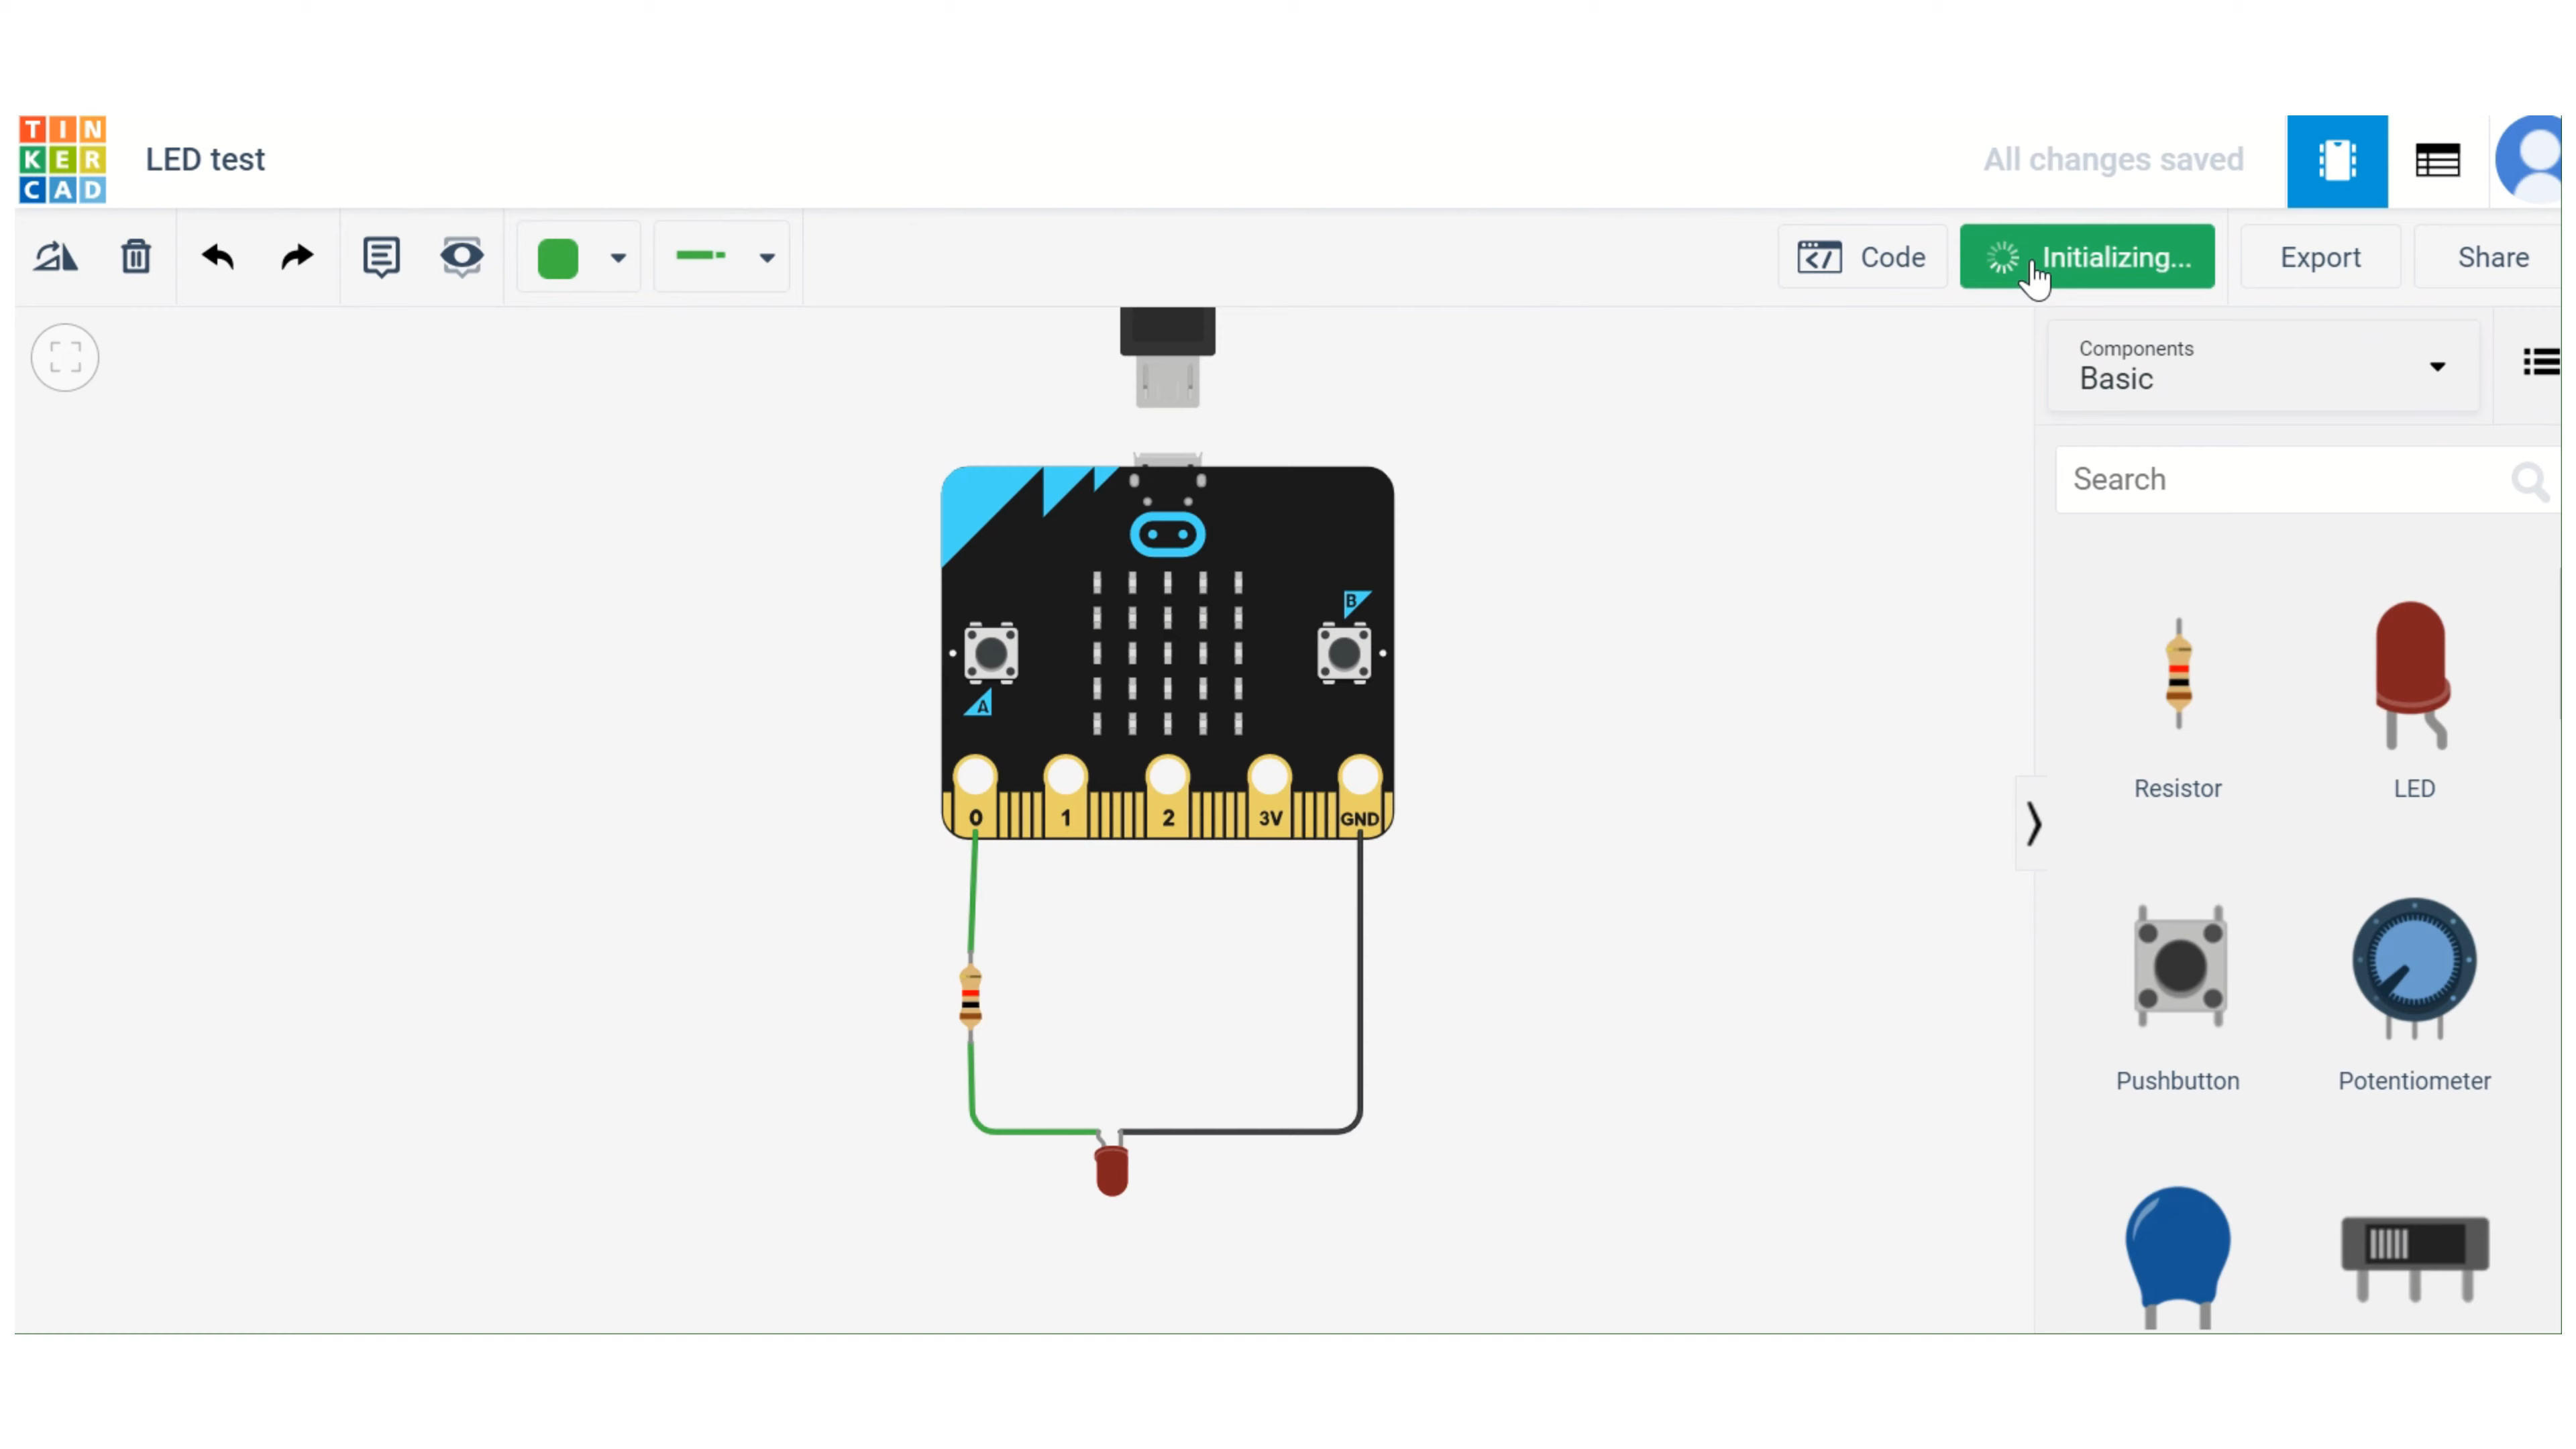 TIN
KER
CAD
LED test
All changes saved
Code
Initializing...
Export
Share
Components
Basic
Search
B
A
0 1 2 3V GND
Resistor
LED
Pushbutton
Potentiometer